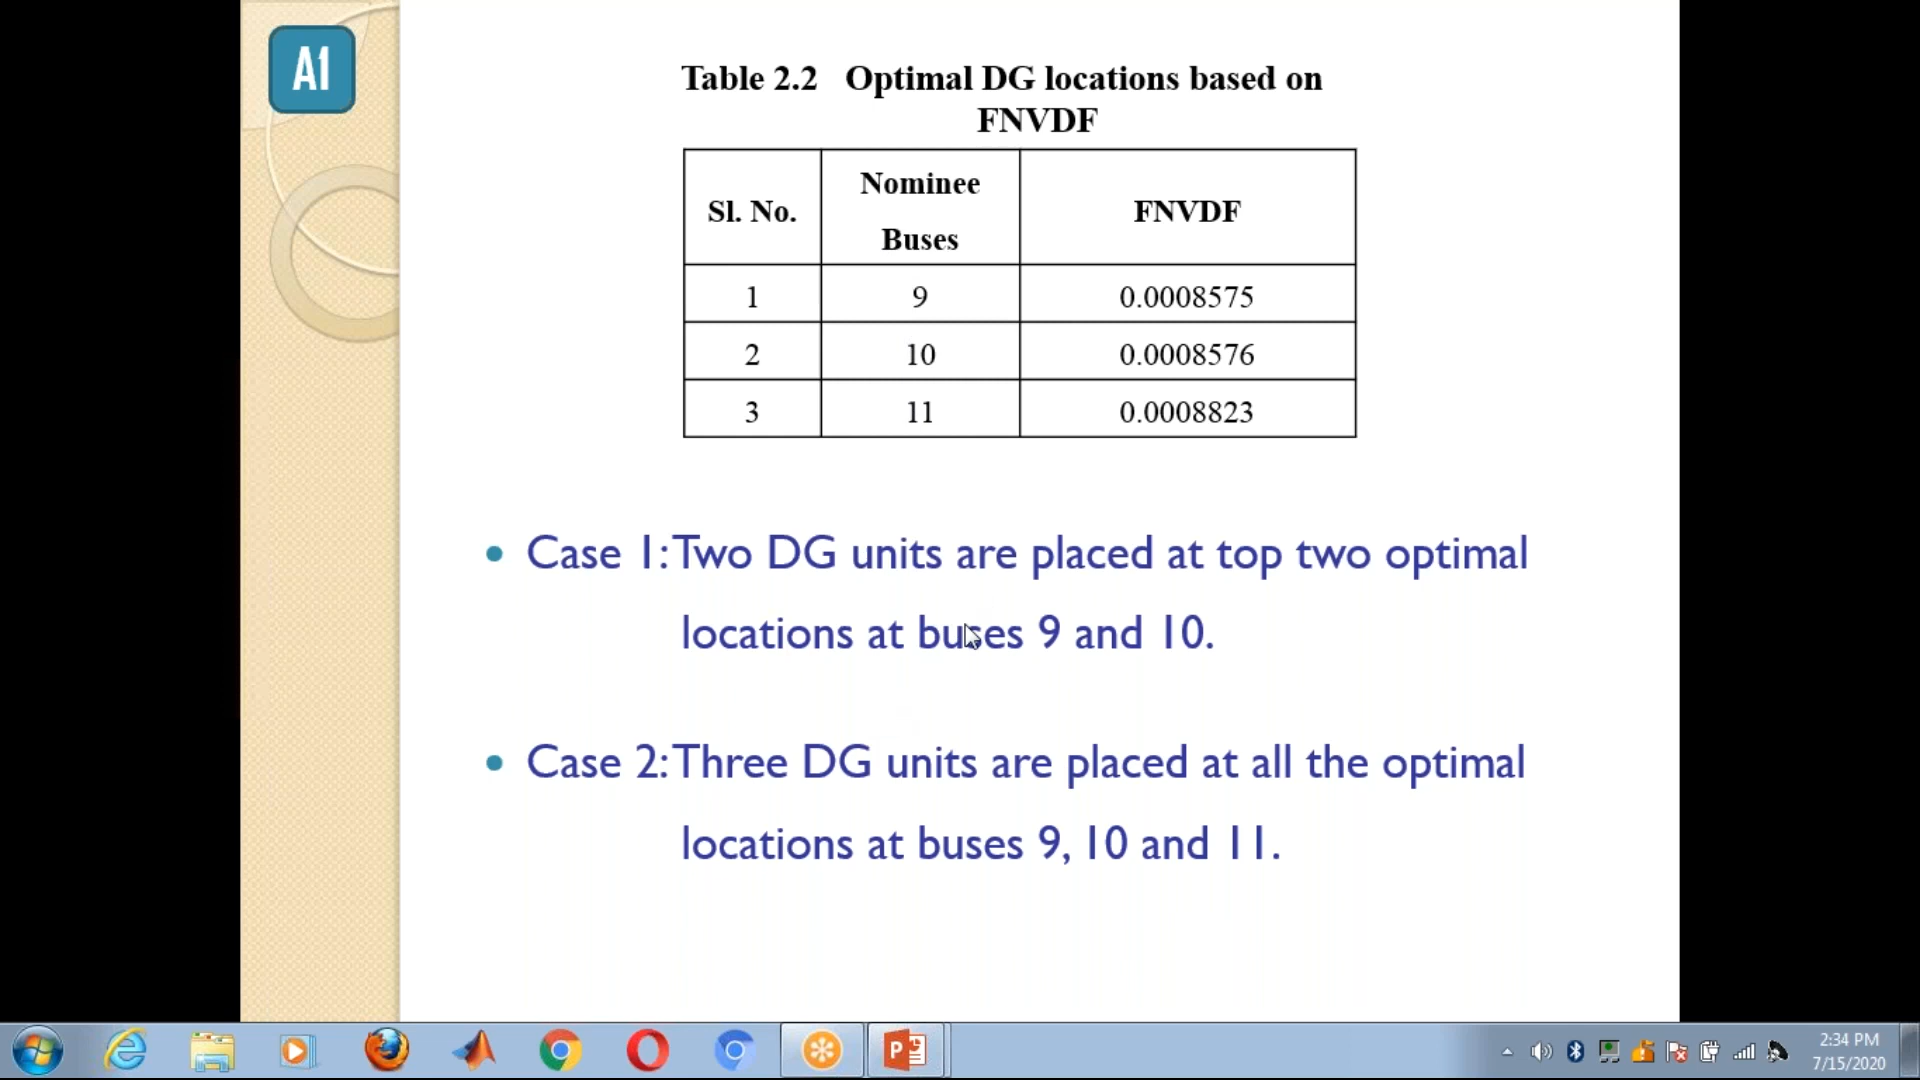 A1
Table 2.2 Optimal DG locations based on
FNVDF
Sl. No.
Nominee
Buses
FNVDF
1 9 0.0008575
2 10 0.0008576
3 11 0.0008823
• Case 1: Two DG units are placed at top two optimal
locations at buses 9 and 10.
• Case 2: Three DG units are placed at all the optimal
locations at buses 9, 10 and 11.
2:34 PM
7/15/2020